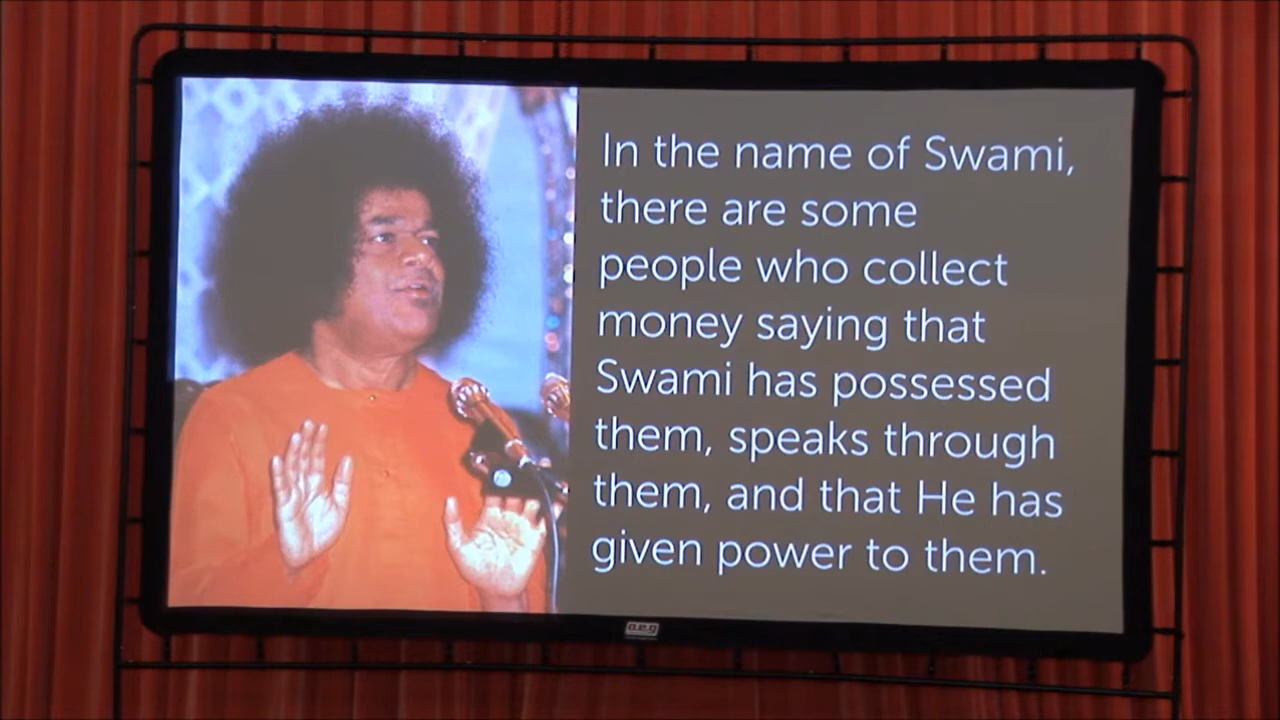 In the name of Swami,
there are some
people who collect
money saying that
Swami has possessed
them, speaks through
them, and that He has
given power to them.